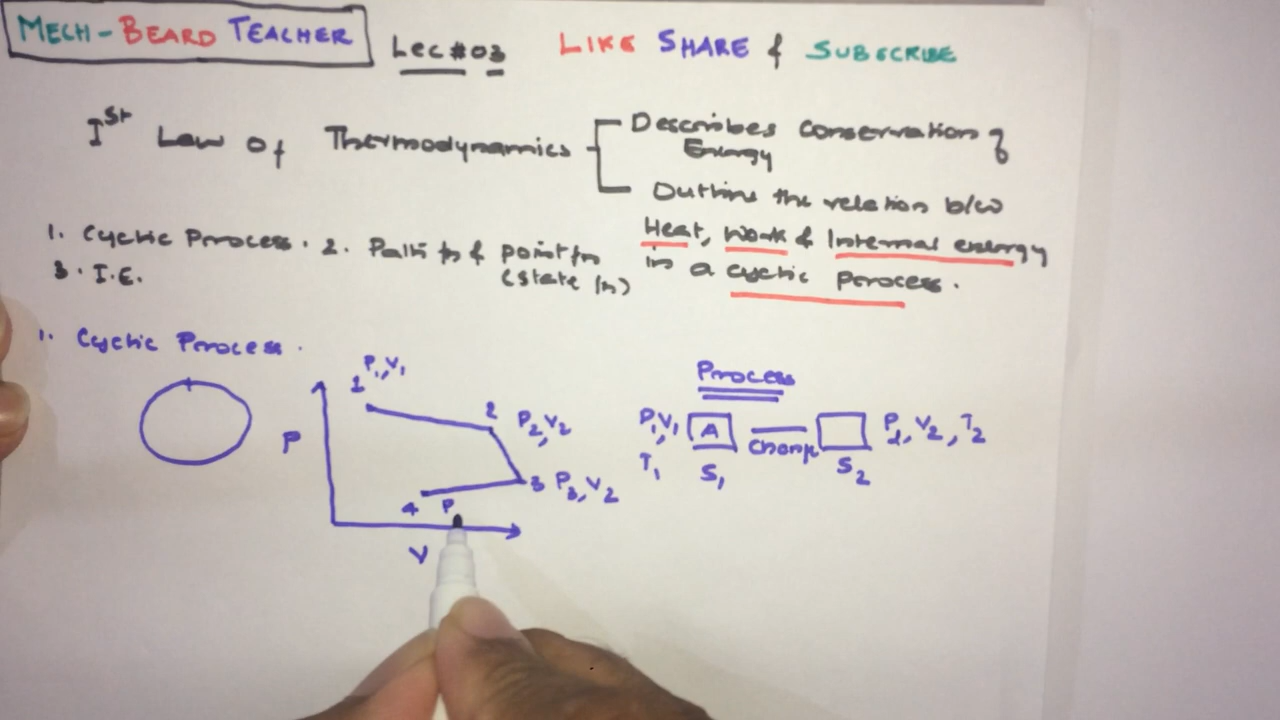 MECH-BEARD TEACHER Lec#03 LIKE SHARE & SUBSCRIBE
Ist Law Of Thermodynamics
Describes Conservation of
Energy
Outline the relation b/w
Heat, Work & Internal energy
in a cyclic process.
1. Cyclic Process. 2. Path fn & point fn
(state fn)
3. I.E.
1. Cyclic Process.
P1,V1
1
2
P2,V2
3 P3,V2
4 P
P
V
Process
P1,V1 A Change P2,V2,T2
T1 S1 S2